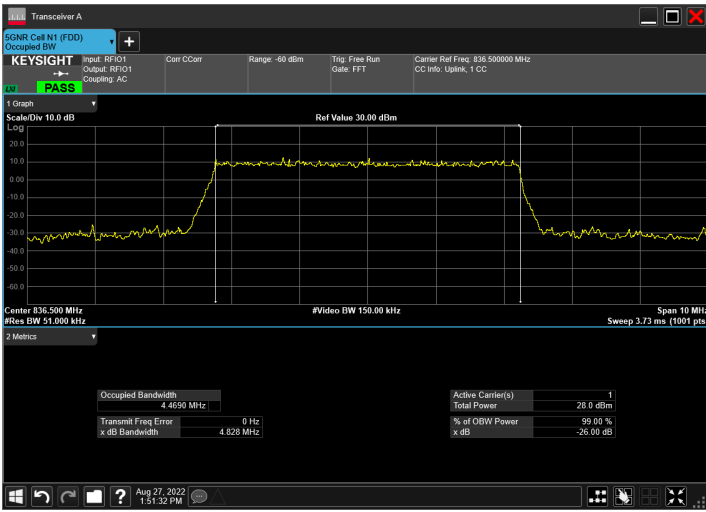 Transceiver A
5GNR Cell N1 (FDD)
Occupied BW
KEYSIGHT
Input: RFIO1
Output: RFIO1
Coupling: AC
Corr CCorr
Range: -60 dBm
Trig: Free Run
Gate: FFT
Carrier Ref Freq: 836.500000 MHz
CC Info: Uplink, 1 CC
LXI
PASS
1 Graph
Scale/Div 10.0 dB
Ref Value 30.00 dBm
Log
20.0
10.0
0.00
-10.0
-20.0
-30.0
-40.0
-50.0
-60.0
Center 836.500 MHz
#Video BW 150.00 kHz
Span 10 MHz
#Res BW 51.000 kHz
Sweep 3.73 ms (1001 pts
2 Metrics
Occupied Bandwidth
4.4690 MHz
Transmit Freq Error 0 Hz
x dB Bandwidth 4.828 MHz
Active Carrier(s) 1
Total Power 28.0 dBm
% of OBW Power 99.00 %
x dB -26.00 dB
Aug 27, 2022
1:51:32 PM